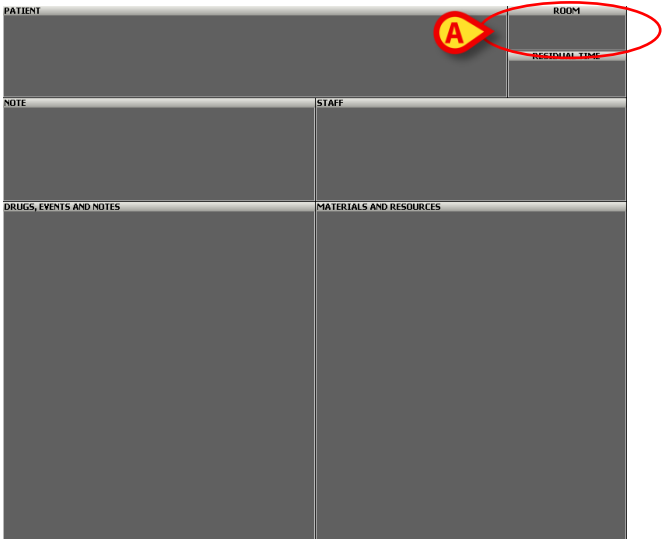 PATIENT
ROOM
A
RESIDUAL TIME
NOTE
STAFF
DRUGS, EVENTS AND NOTES
MATERIALS AND RESOURCES